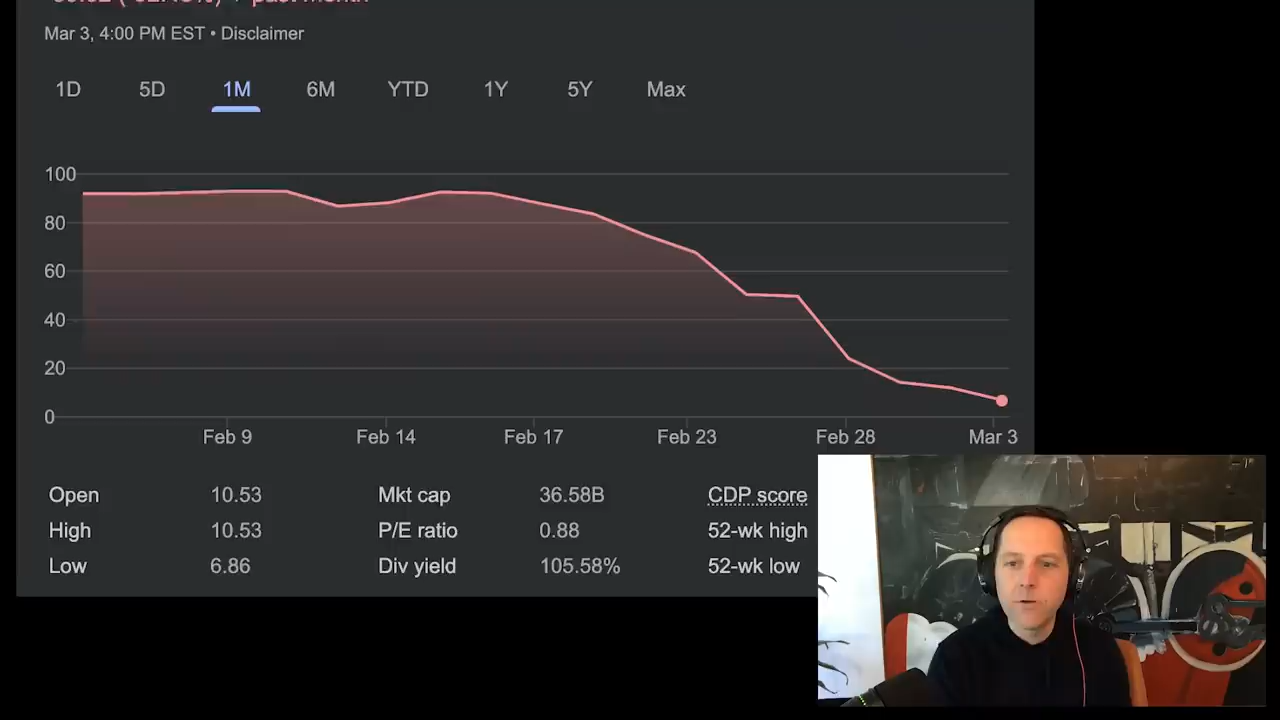 past month
Mar 3, 4:00 PM EST • Disclaimer
1D 5D 1M 6M YTD 1Y 5Y Max
100
80
60
40
20
0
Feb 9 Feb 14 Feb 17 Feb 23 Feb 28 Mar 3
Open 10.53 Mkt cap 36.58B CDP score
High 10.53 P/E ratio 0.88 52-wk high
Low 6.86 Div yield 105.58% 52-wk low